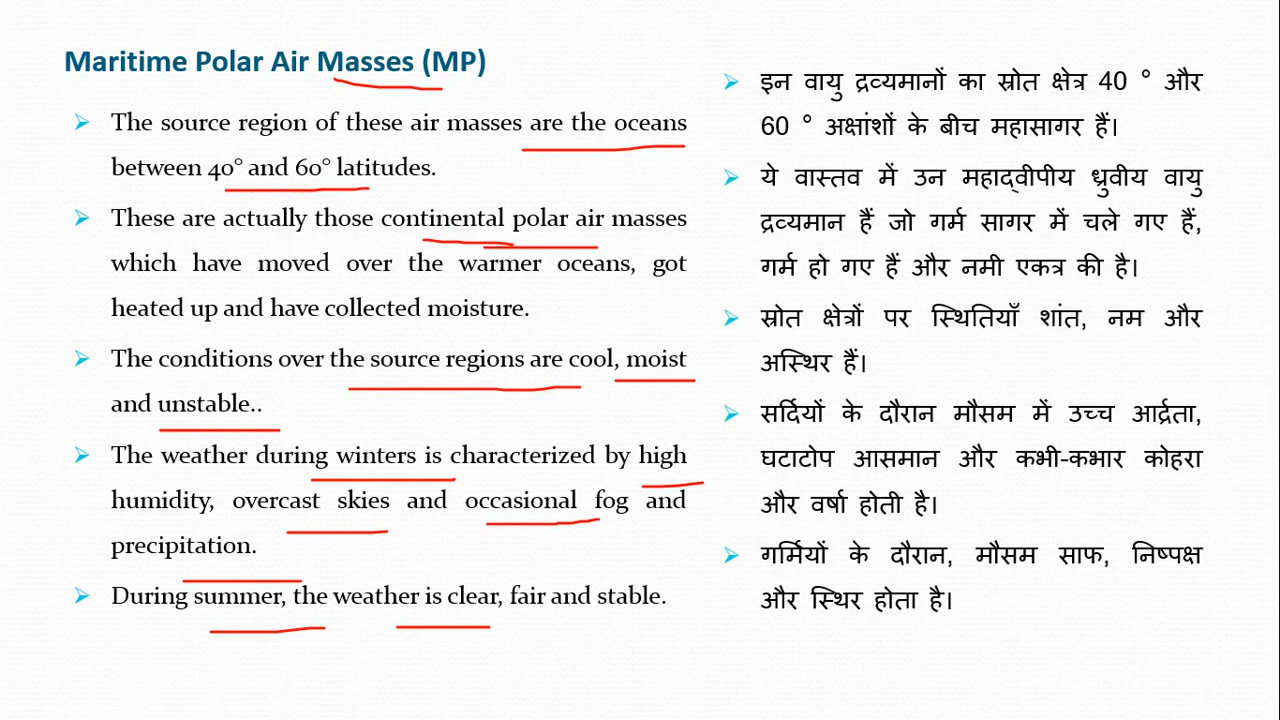 Maritime Polar Air Masses (MP)
➢ The source region of these air masses are the oceans
between 40° and 60° latitudes.
➢ These are actually those continental polar air masses
which have moved over the warmer oceans, got
heated up and have collected moisture.
➢ The conditions over the source regions are cool, moist
and unstable..
➢ The weather during winters is characterized by high
humidity, overcast skies and occasional fog and
precipitation.
➢ During summer, the weather is clear, fair and stable.
➢ इन वायु द्रव्यमानों का स्रोत क्षेत्र 40 ° और
60 ° अक्षांशों के बीच महासागर हैं।
➢ ये वास्तव में उन महाद्वीपीय ध्रुवीय वायु
द्रव्यमान हैं जो गर्म सागर में चले गए हैं,
गर्म हो गए हैं और नमी एकत्र की है।
➢ स्रोत क्षेत्रों पर स्थितियाँ शांत, नम और
अस्थिर हैं।
➢ सर्दियों के दौरान मौसम में उच्च आर्द्रता,
घटाटोप आसमान और कभी-कभार कोहरा
और वर्षा होती है।
➢ गर्मियों के दौरान, मौसम साफ, निष्पक्ष
और स्थिर होता है।